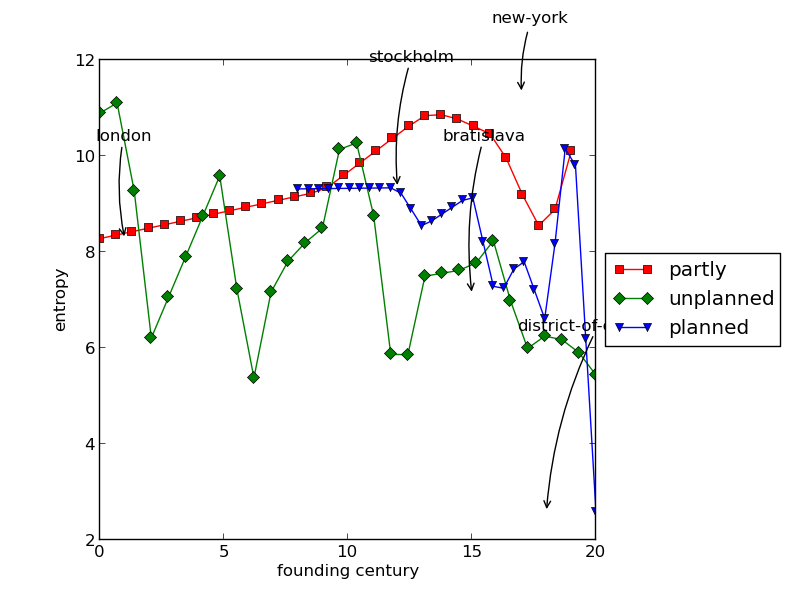 new-york
stockholm
london
bratislava
district-of-
12
10
8
6
4
2
entropy
0
5
10
15
20
founding century
partly
unplanned
planned